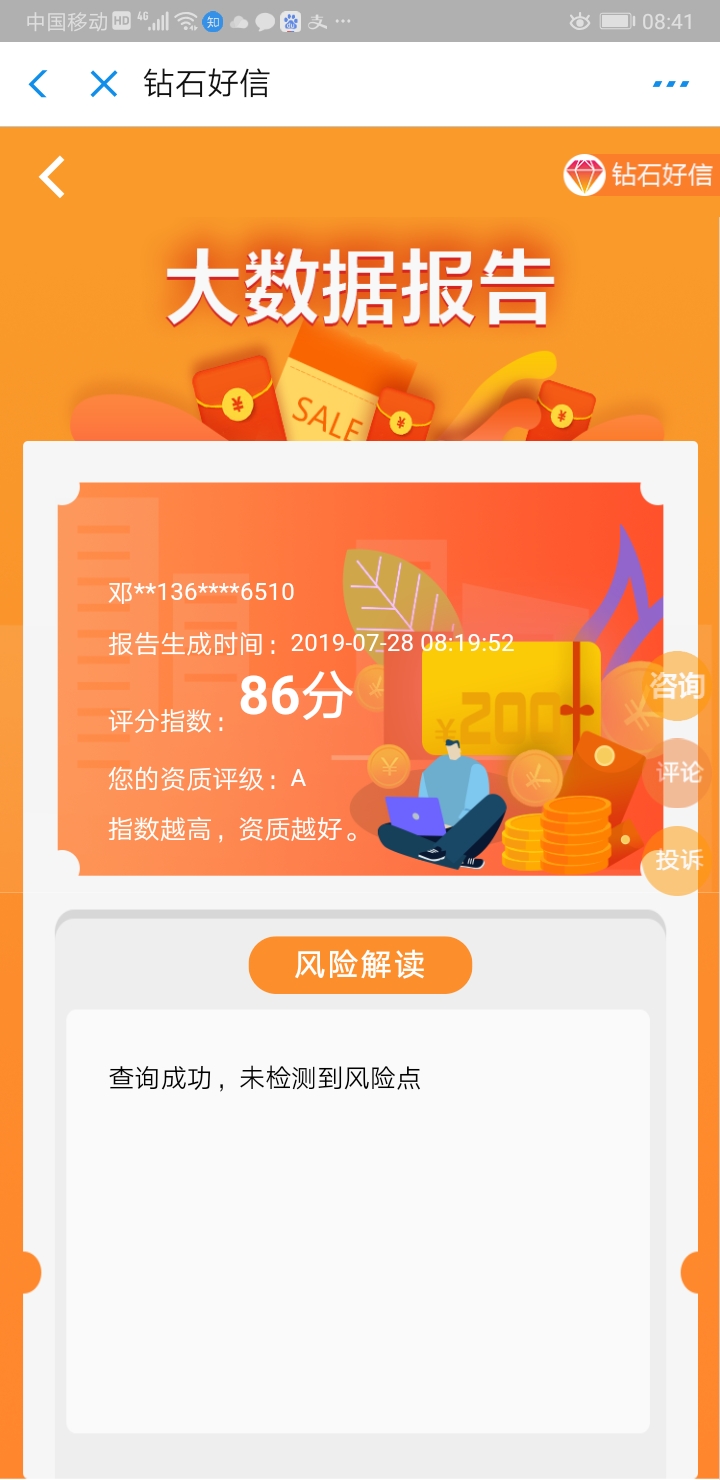 中国移动 HD 4G 知 支 ··· 08:41
钻石好信
钻石好信
大数据报告
SALE
邓**136****6510
报告生成时间：2019-07-28 08:19:52
评分指数：86分
¥200
您的资质评级：A
指数越高，资质越好。
咨询
评论
投诉
风险解读
查询成功，未检测到风险点